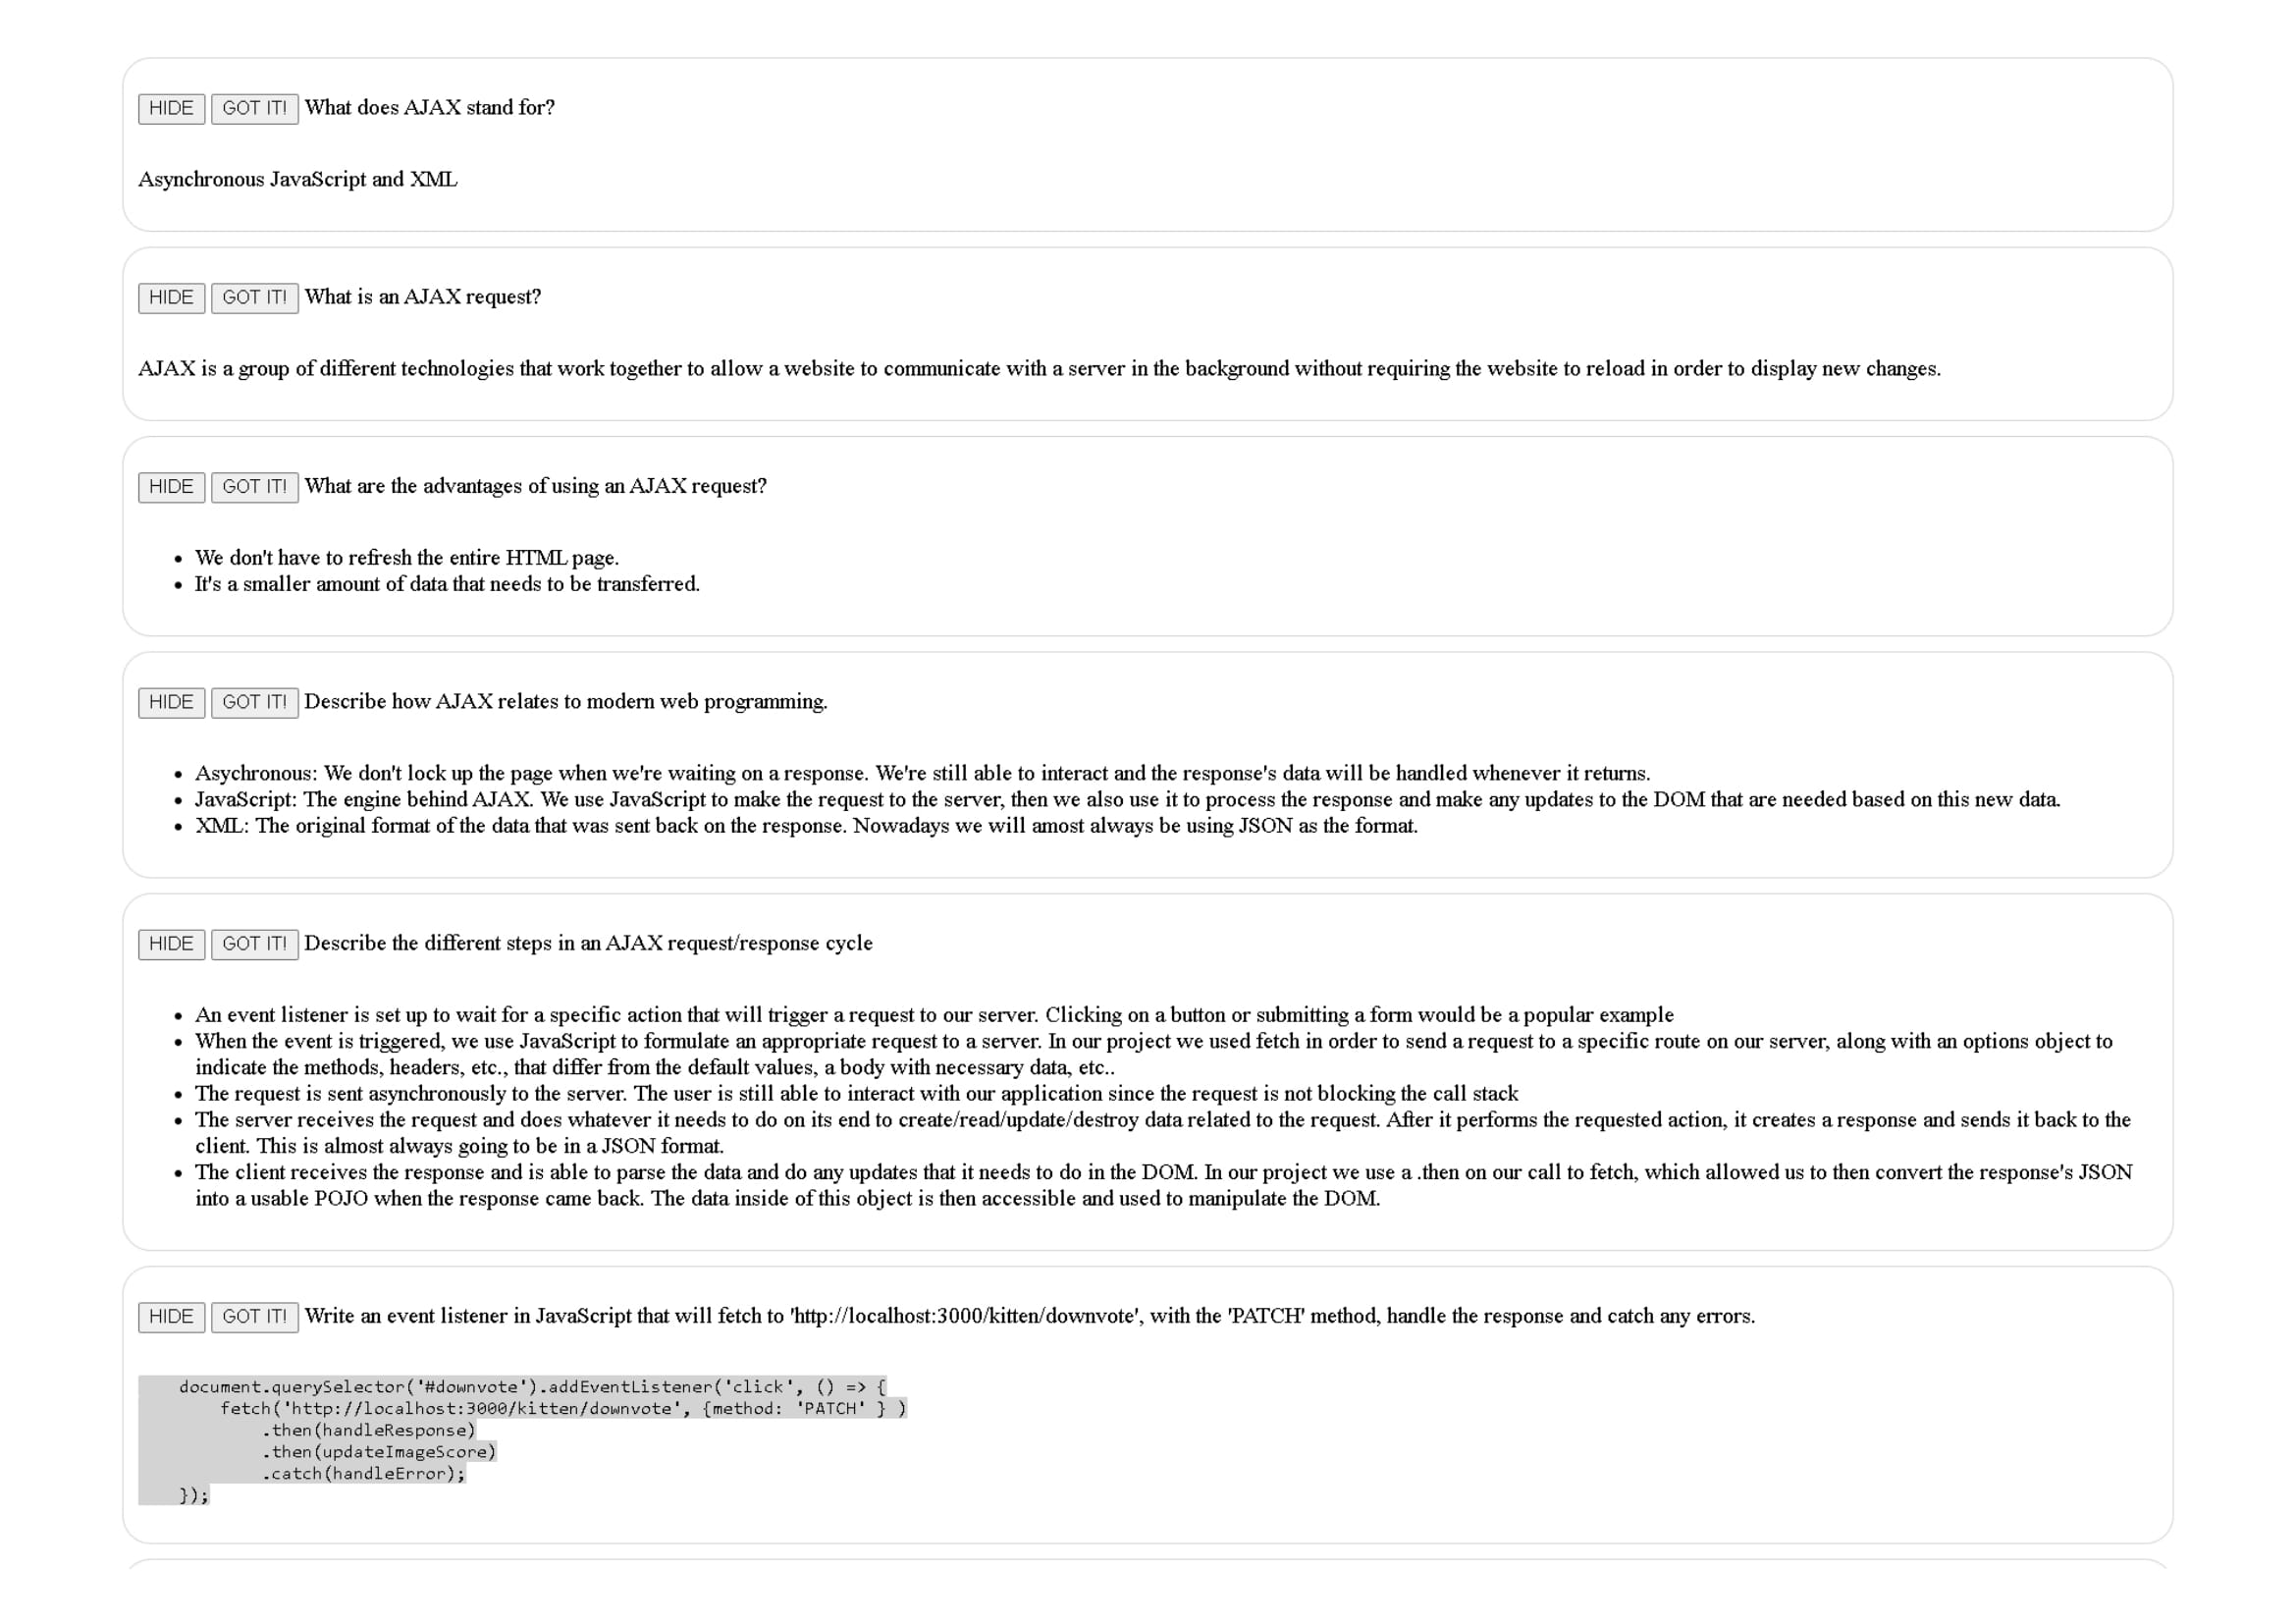 HIDE GOT IT! What does AJAX stand for?
Asynchronous JavaScript and XML
HIDE GOT IT! What is an AJAX request?
AJAX is a group of different technologies that work together to allow a website to communicate with a server in the background without requiring the website to reload in order to display new changes.
HIDE GOT IT! What are the advantages of using an AJAX request?
• We don't have to refresh the entire HTML page.
• It's a smaller amount of data that needs to be transferred.
HIDE GOT IT! Describe how AJAX relates to modern web programming.
• Asychronous: We don't lock up the page when we're waiting on a response. We're still able to interact and the response's data will be handled whenever it returns.
• JavaScript: The engine behind AJAX. We use JavaScript to make the request to the server, then we also use it to process the response and make any updates to the DOM that are needed based on this new data.
• XML: The original format of the data that was sent back on the response. Nowadays we will amost always be using JSON as the format.
HIDE GOT IT! Describe the different steps in an AJAX request/response cycle
• An event listener is set up to wait for a specific action that will trigger a request to our server. Clicking on a button or submitting a form would be a popular example
• When the event is triggered, we use JavaScript to formulate an appropriate request to a server. In our project we used fetch in order to send a request to a specific route on our server, along with an options object to
indicate the methods, headers, etc., that differ from the default values, a body with necessary data, etc..
• The request is sent asynchronously to the server. The user is still able to interact with our application since the request is not blocking the call stack
• The server receives the request and does whatever it needs to do on its end to create/read/update/destroy data related to the request. After it performs the requested action, it creates a response and sends it back to the
client. This is almost always going to be in a JSON format.
• The client receives the response and is able to parse the data and do any updates that it needs to do in the DOM. In our project we use a .then on our call to fetch, which allowed us to then convert the response's JSON
into a usable POJO when the response came back. The data inside of this object is then accessible and used to manipulate the DOM.
HIDE GOT IT! Write an event listener in JavaScript that will fetch to 'http://localhost:3000/kitten/downvote', with the 'PATCH' method, handle the response and catch any errors.
document.querySelector('#downvote').addEventListener('click', () => {
fetch('http://localhost:3000/kitten/downvote', {method: 'PATCH' } )
.then(handleResponse)
.then(updateImageScore)
.catch(handleError);
});